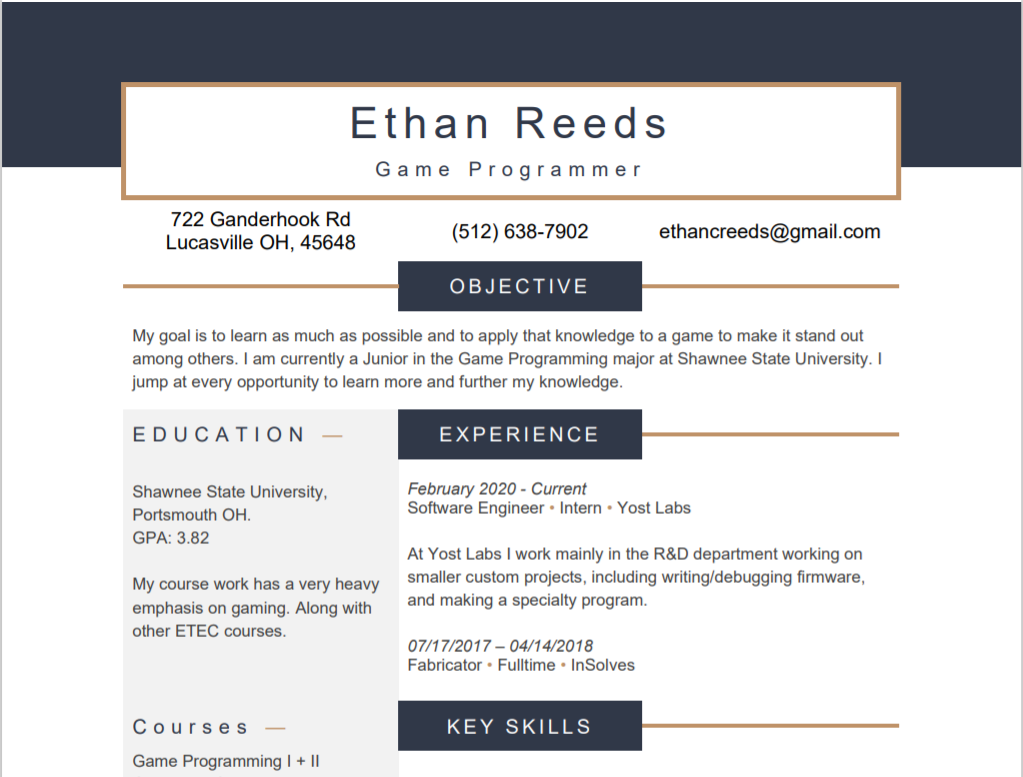 Ethan Reeds
Game Programmer
722 Ganderhook Rd
Lucasville OH, 45648
(512) 638-7902
ethancreeds@gmail.com
OBJECTIVE
My goal is to learn as much as possible and to apply that knowledge to a game to make it stand out
among others. I am currently a Junior in the Game Programming major at Shawnee State University. I
jump at every opportunity to learn more and further my knowledge.
EDUCATION —
Shawnee State University,
Portsmouth OH.
GPA: 3.82
My course work has a very heavy
emphasis on gaming. Along with
other ETEC courses.
Courses —
Game Programming I + II
EXPERIENCE
February 2020 - Current
Software Engineer • Intern • Yost Labs
At Yost Labs I work mainly in the R&D department working on
smaller custom projects, including writing/debugging firmware,
and making a specialty program.
07/17/2017 – 04/14/2018
Fabricator • Fulltime • InSolves
KEY SKILLS